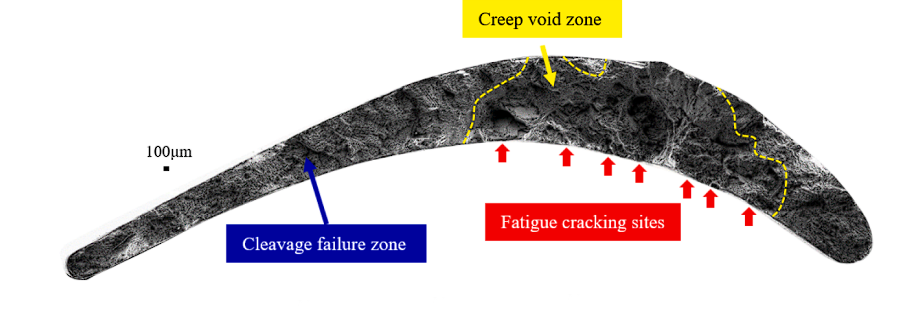 Creep void zone
100μm
Fatigue cracking sites
Cleavage failure zone